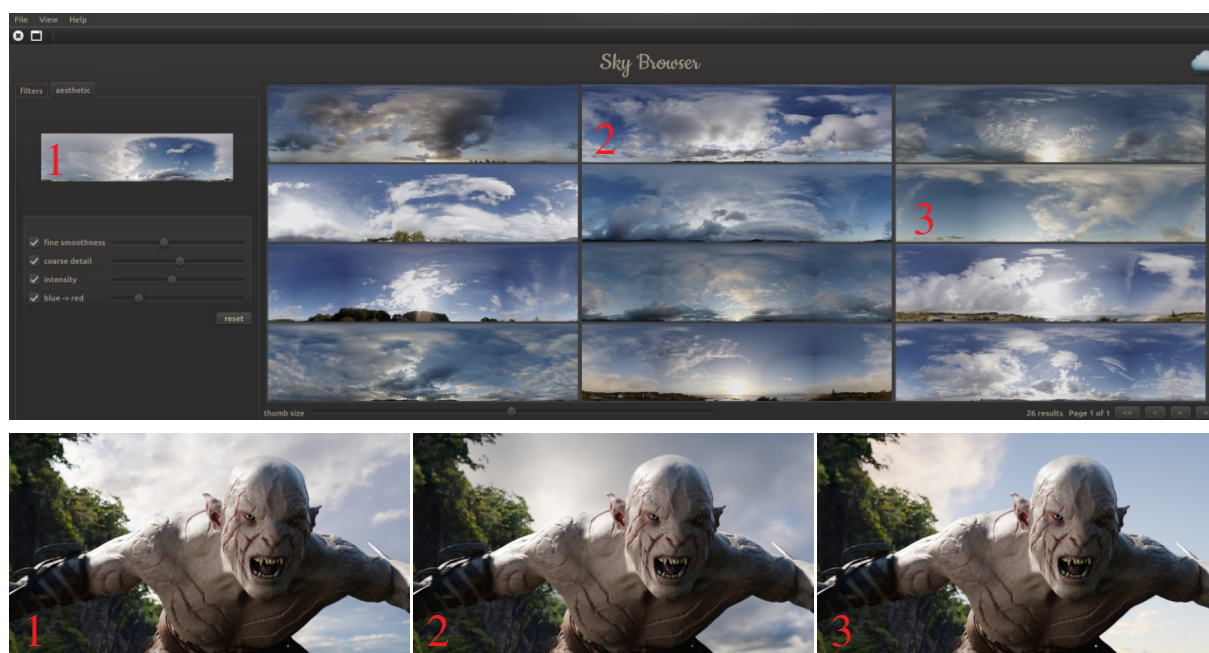 File View Help
Sky Browser
filters aesthetic
1
2
3
fine smoothness
coarse detail
intensity
blue -> red
reset
thumb size
26 results Page 1 of 1 << < > >
1
2
3